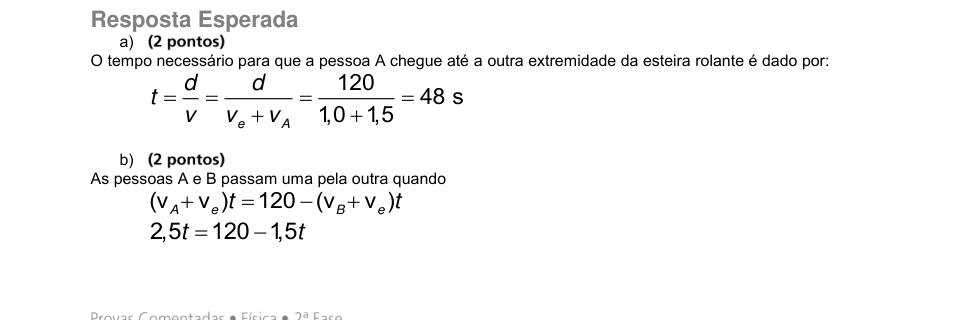 Resposta Esperada
a) (2 pontos)
O tempo necessário para que a pessoa A chegue até a outra extremidade da esteira rolante é dado por:
t = d/v = d/(v_e + v_A) = 120/(1,0 + 1,5) = 48 s
b) (2 pontos)
As pessoas A e B passam uma pela outra quando
(v_A + v_e)t = 120 – (v_B + v_e)t
2,5t = 120 – 1,5t
Provas Comentadas • Física • 2ª Fase